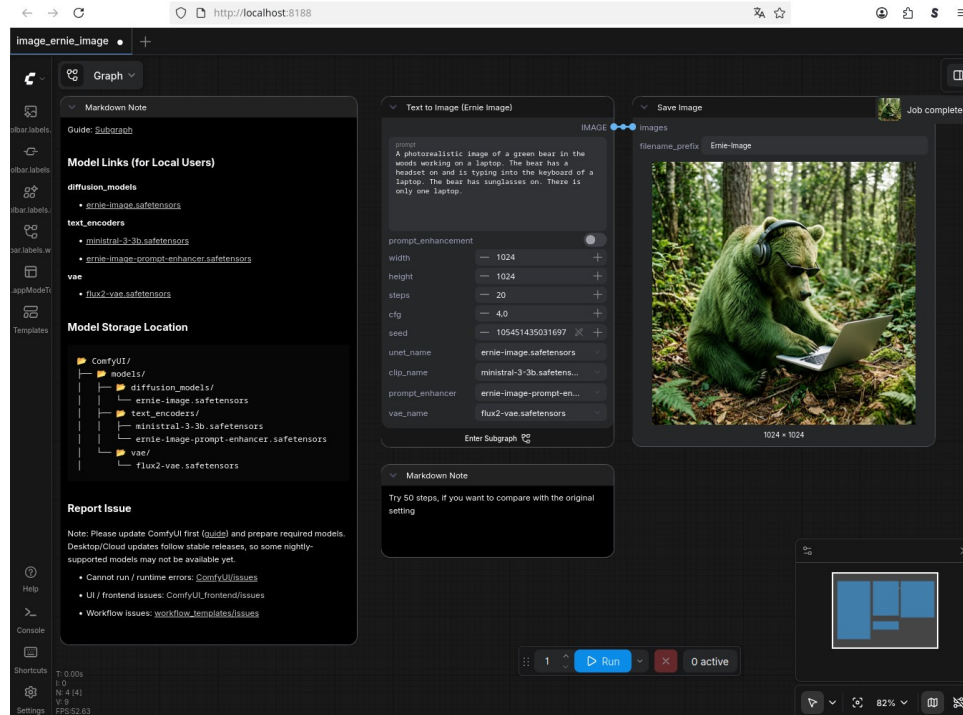 http://localhost:8188
image_ernie_image
Graph
olbar.labels.
olbar.labels.
lbar.labels.
bar.labels.w
.appModeTo
Templates
Help
Console
Shortcuts
Settings
Markdown Note
Guide: Subgraph
Model Links (for Local Users)
diffusion_models
• ernie-image.safetensors
text_encoders
• ministral-3-3b.safetensors
• ernie-image-prompt-enhancer.safetensors
vae
• flux2-vae.safetensors
Model Storage Location
ComfyUI/
├── models/
│ ├── diffusion_models/
│ │ └── ernie-image.safetensors
│ ├── text_encoders/
│ │ ├── ministral-3-3b.safetensors
│ │ └── ernie-image-prompt-enhancer.safetensors
│ └── vae/
│ └── flux2-vae.safetensors
Report Issue
Note: Please update ComfyUI first (guide) and prepare required models.
Desktop/Cloud updates follow stable releases, so some nightly-
supported models may not be available yet.
• Cannot run / runtime errors: ComfyUI/issues
• UI / frontend issues: ComfyUI_frontend/issues
• Workflow issues: workflow_templates/issues
T: 0.00s
I: 0
N: 4 [4]
V: 9
FPS:52.63
Text to Image (Ernie Image)
IMAGE
prompt
A photorealistic image of a green bear in the
woods working on a laptop. The bear has a
headset on and is typing into the keyboard of a
laptop. The bear has sunglasses on. There is
only one laptop.
prompt_enhancement
width 1024
height 1024
steps 20
cfg 4,0
seed 105451435031697
unet_name ernie-image.safetensors
clip_name ministral-3-3b.safetens...
prompt_enhancer ernie-image-prompt-en...
vae_name flux2-vae.safetensors
Enter Subgraph
Markdown Note
Try 50 steps, if you want to compare with the original
setting
Save Image
images
filename_prefix Ernie-Image
1024 × 1024
Job complete
1 Run 0 active
82%